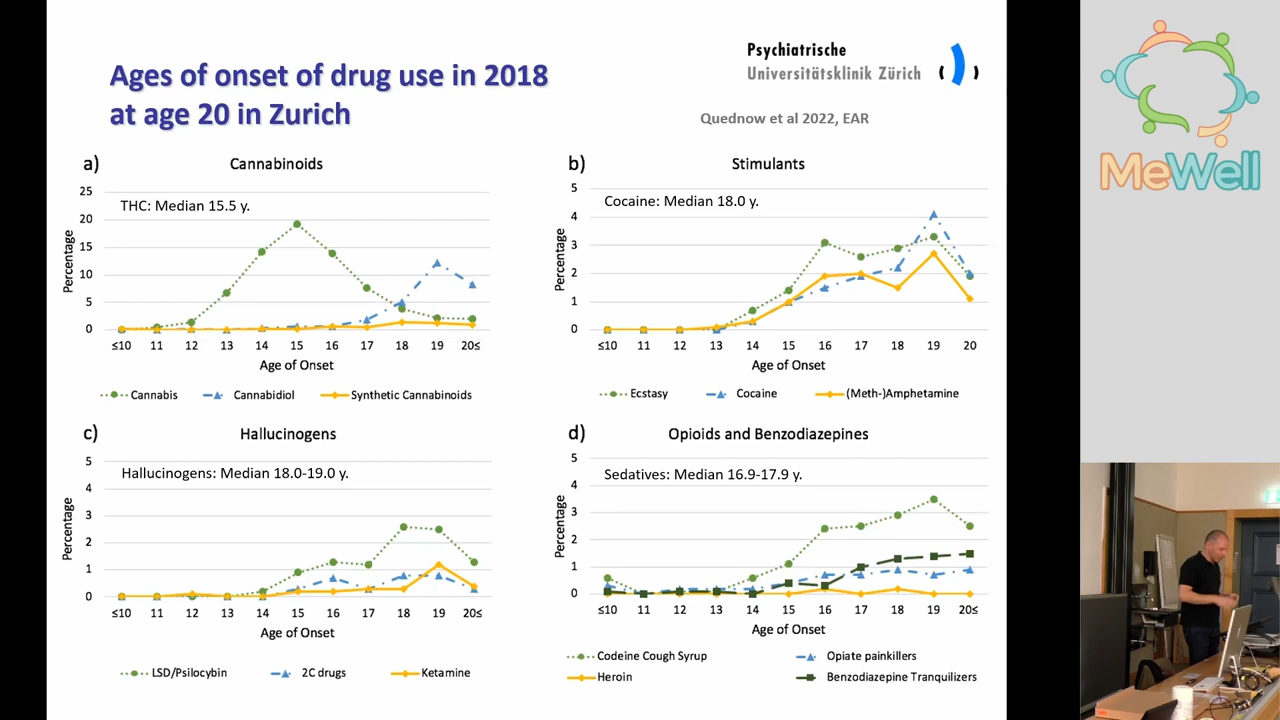 Ages of onset of drug use in 2018
at age 20 in Zurich
Psychiatrische
Universitätsklinik Zürich
Quednow et al 2022, EAR
MeWell
a)
Cannabinoids
THC: Median 15.5 y.
Percentage
25
20
15
10
5
0
≤10 11 12 13 14 15 16 17 18 19 20≤
Age of Onset
Cannabis Cannabidiol Synthetic Cannabinoids
b)
Stimulants
Cocaine: Median 18.0 y.
Percentage
5
4
3
2
1
0
≤10 11 12 13 14 15 16 17 18 19 20
Age of Onset
Ecstasy Cocaine (Meth-)Amphetamine
c)
Hallucinogens
Hallucinogens: Median 18.0-19.0 y.
Percentage
5
4
3
2
1
0
≤10 11 12 13 14 15 16 17 18 19 20≤
Age of Onset
LSD/Psilocybin 2C drugs Ketamine
d)
Opioids and Benzodiazepines
Sedatives: Median 16.9-17.9 y.
Percentage
5
4
3
2
1
0
≤10 11 12 13 14 15 16 17 18 19 20≤
Age of Onset
Codeine Cough Syrup Opiate painkillers
Heroin Benzodiazepine Tranquilizers